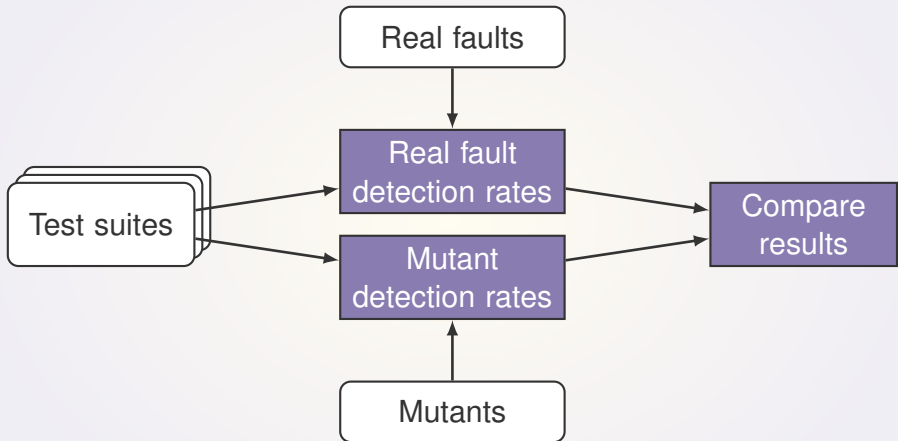 Real faults
Real fault
detection rates
Test suites
Compare
results
Mutant
detection rates
Mutants